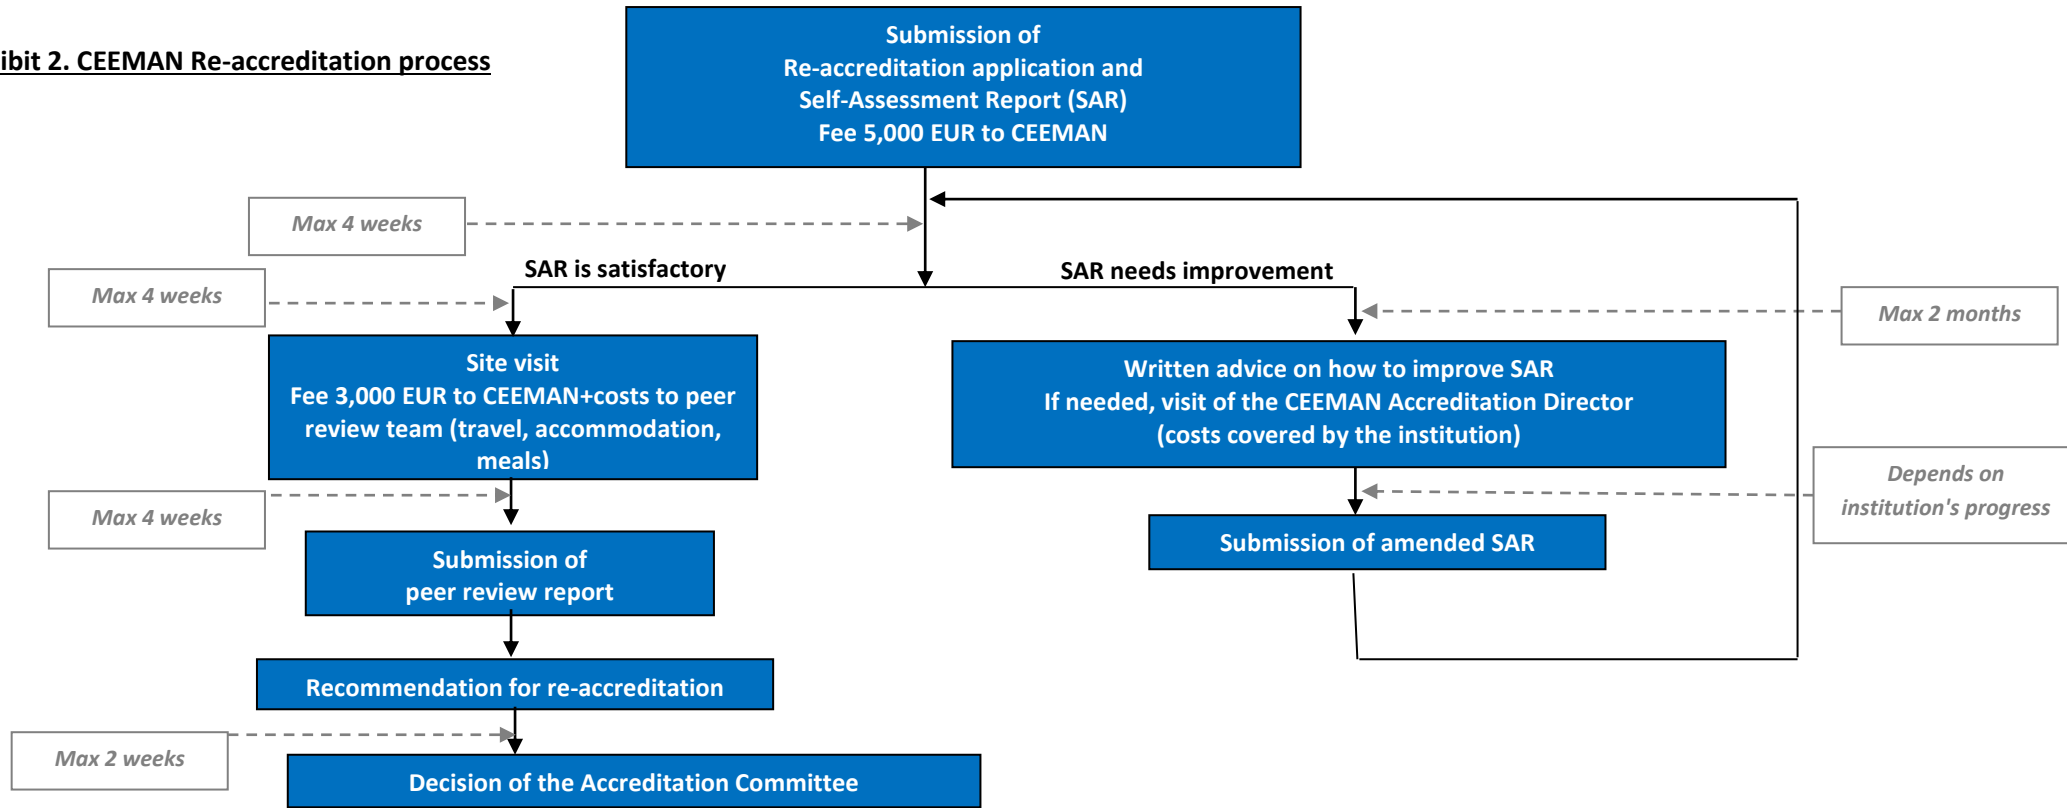 ibit 2. CEEMAN Re-accreditation process
Submission of
Re-accreditation application and
Self-Assessment Report (SAR)
Fee 5,000 EUR to CEEMAN
Max 4 weeks
SAR is satisfactory
SAR needs improvement
Max 4 weeks
Max 2 months
Site visit
Fee 3,000 EUR to CEEMAN+costs to peer
review team (travel, accommodation,
meals)
Written advice on how to improve SAR
If needed, visit of the CEEMAN Accreditation Director
(costs covered by the institution)
Max 4 weeks
Depends on
institution's progress
Submission of
peer review report
Submission of amended SAR
Recommendation for re-accreditation
Max 2 weeks
Decision of the Accreditation Committee